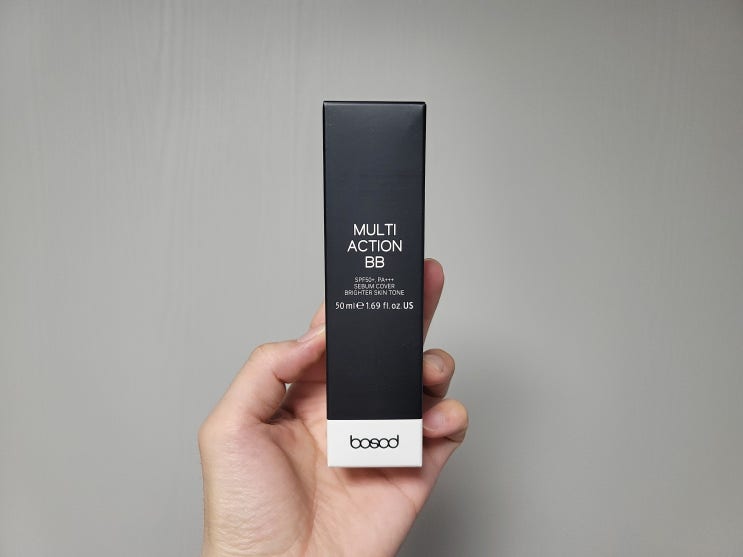 MULTI
ACTION
BB
SPF50+, PA+++
SEBUM COVER
BRIGHTER SKIN TONE
50 ml ℮ 1.69 fl. oz. US
bosod